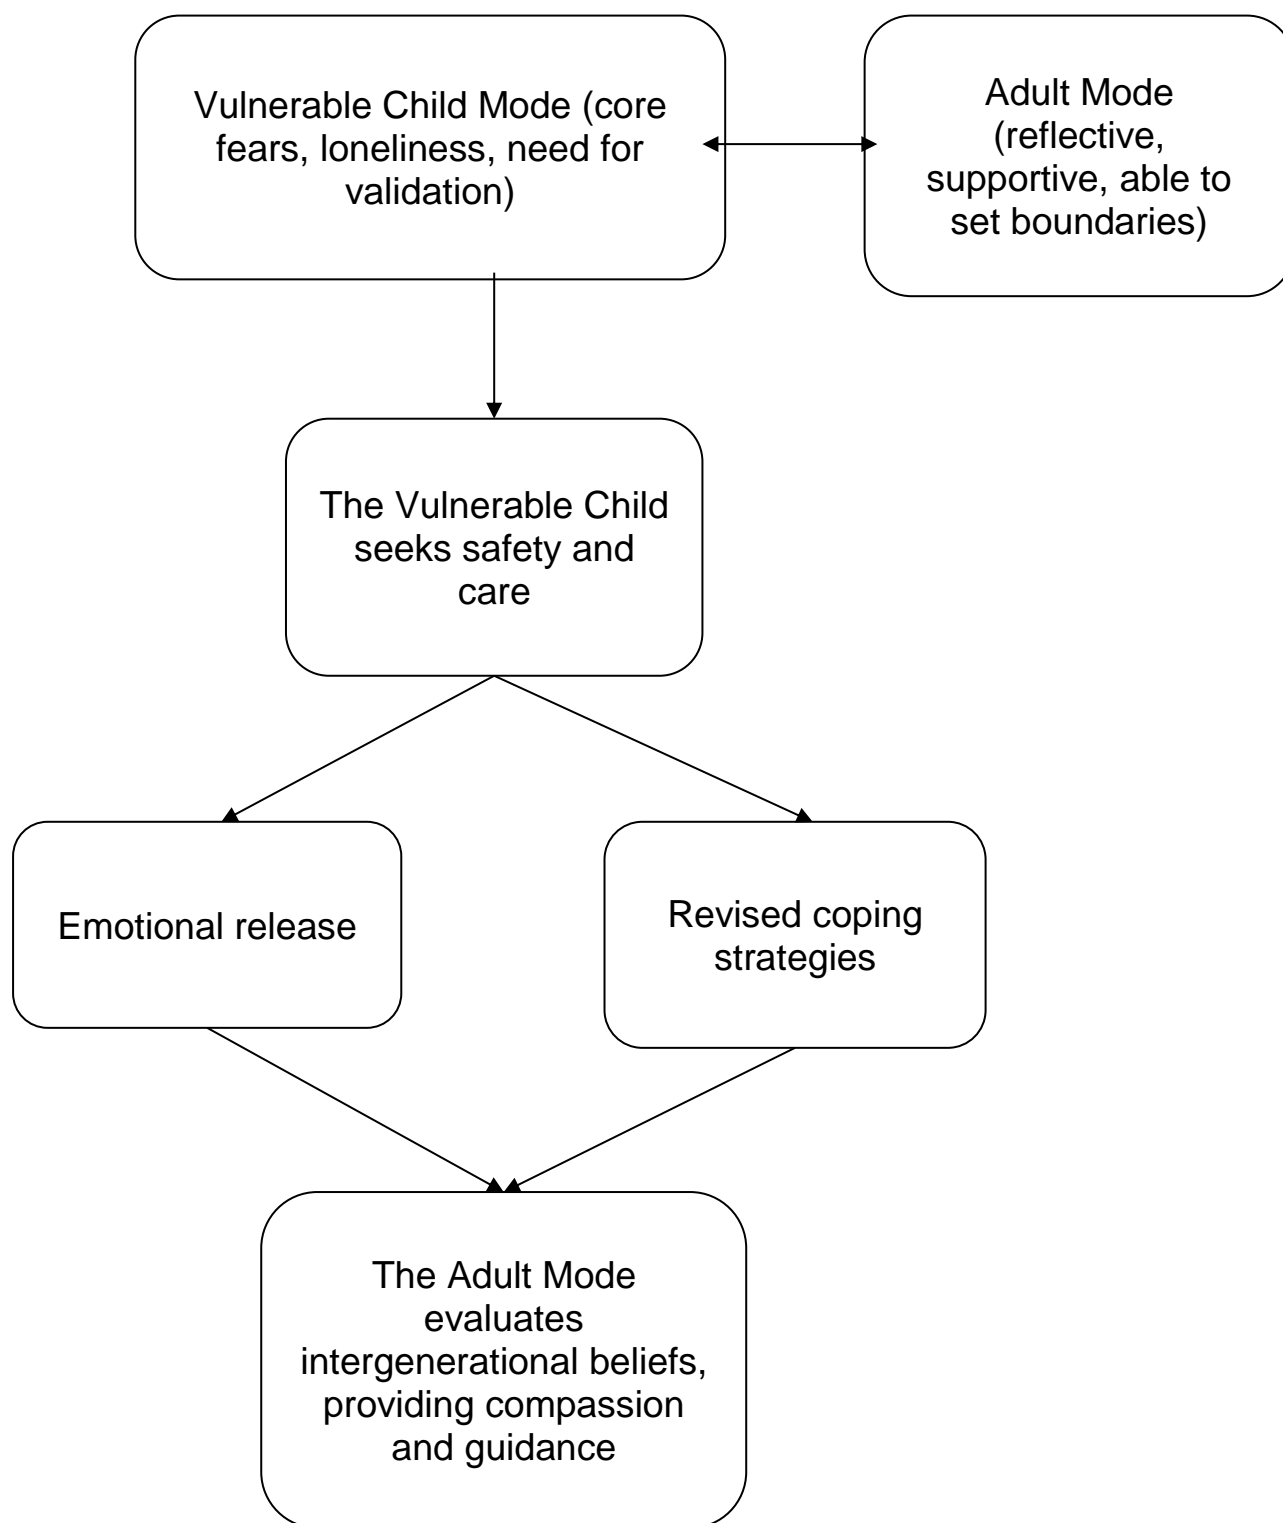 Vulnerable Child Mode (core
fears, loneliness, need for
validation)
Adult Mode
(reflective,
supportive, able to
set boundaries)
The Vulnerable Child
seeks safety and
care
Emotional release
Revised coping
strategies
The Adult Mode
evaluates
intergenerational beliefs,
providing compassion
and guidance